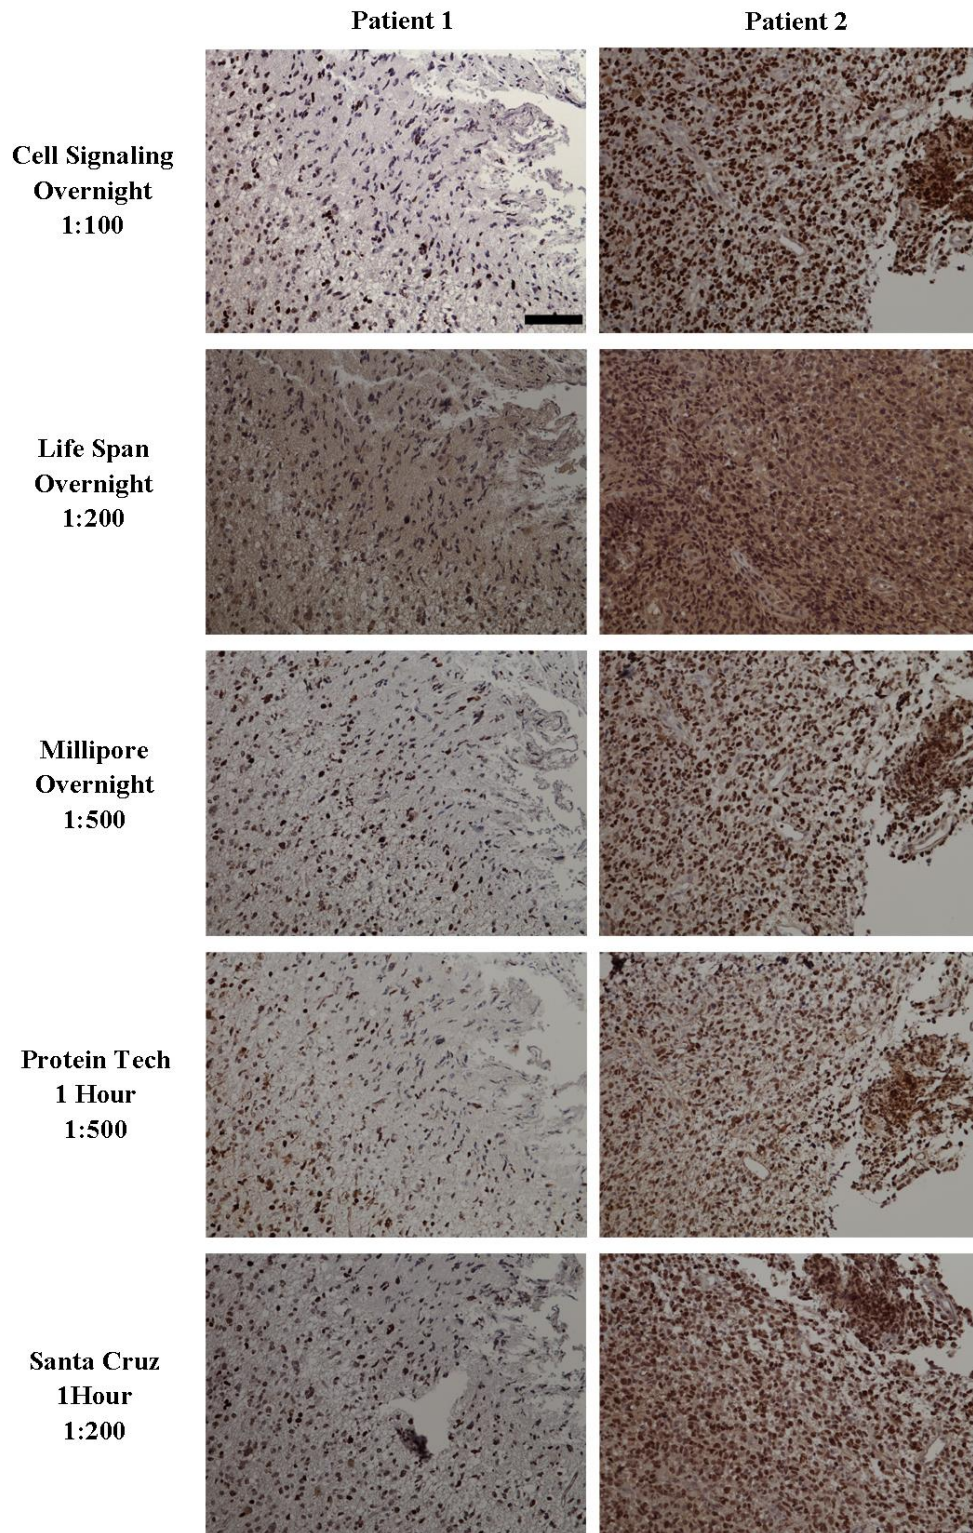 Patient 1
Patient 2
Cell Signaling
Overnight
1:100
Life Span
Overnight
1:200
Millipore
Overnight
1:500
Protein Tech
1 Hour
1:500
Santa Cruz
1Hour
1:200